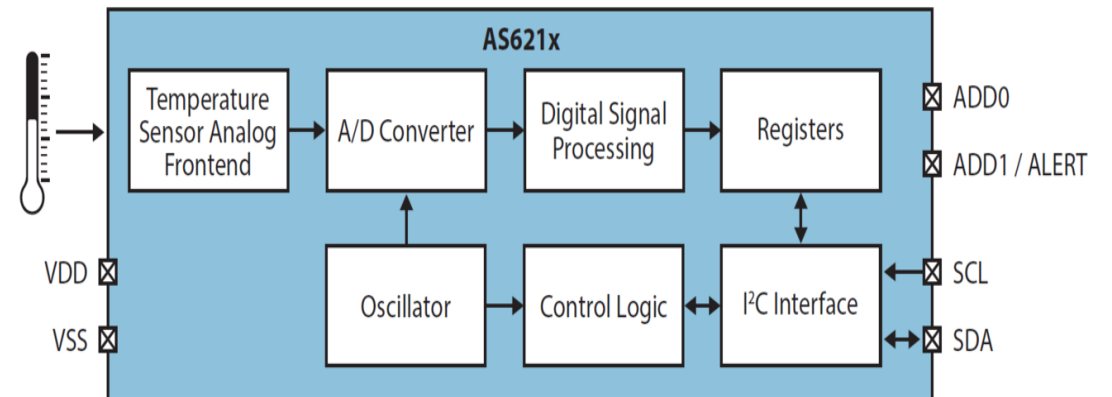 AS621x
Temperature
Sensor Analog
Frontend
A/D Converter
Digital Signal
Processing
Registers
ADD0
ADD1 / ALERT
VDD
VSS
Oscillator
Control Logic
I²C Interface
SCL
SDA